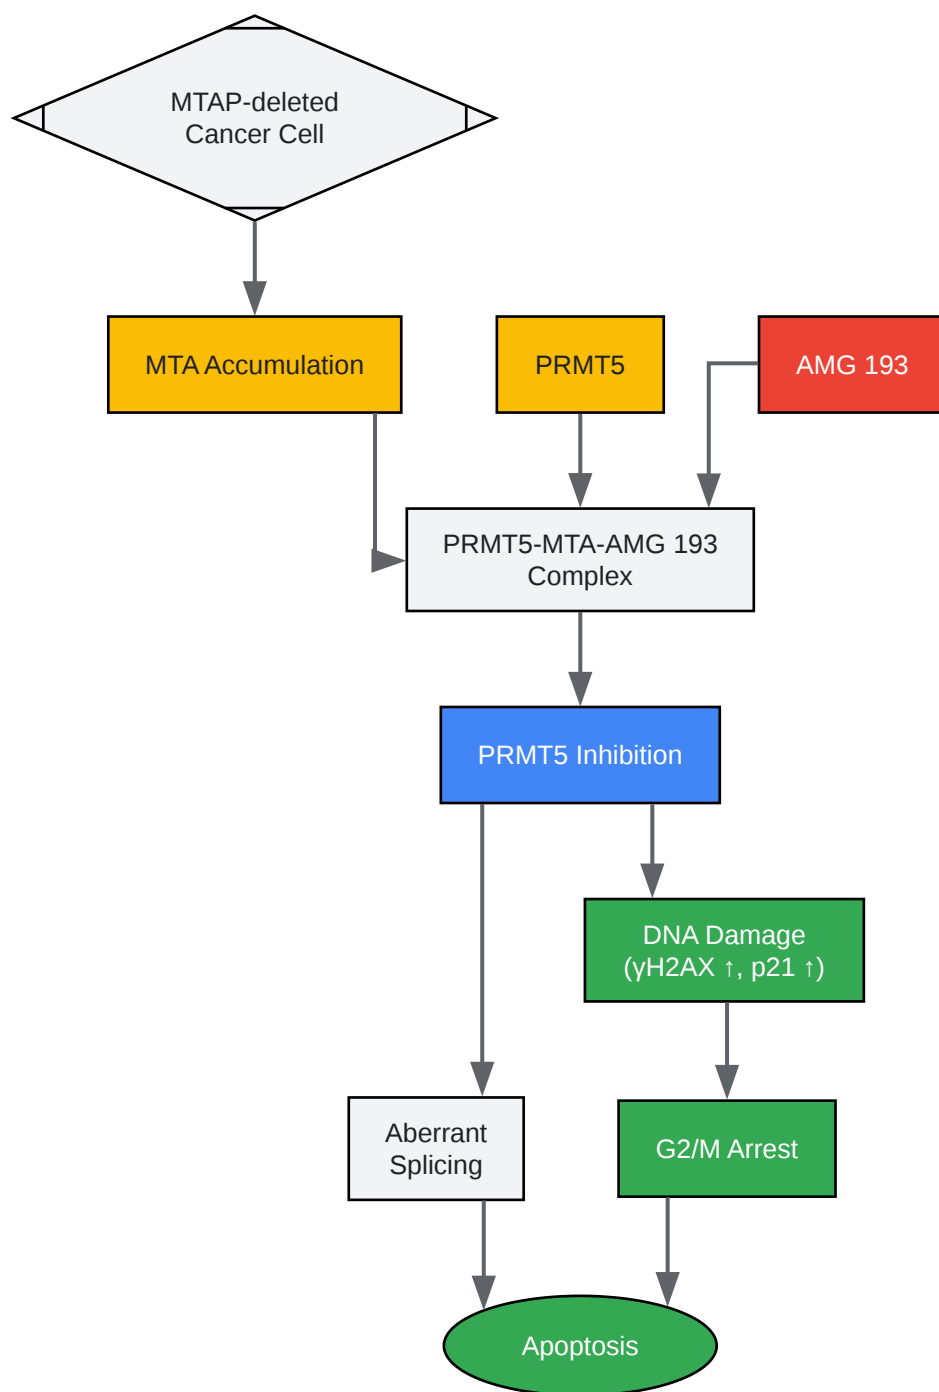 MTAP-deleted
Cancer Cell
MTA Accumulation
PRMT5
AMG 193
PRMT5-MTA-AMG 193
Complex
PRMT5 Inhibition
DNA Damage
(γH2AX ↑, p21 ↑)
Aberrant
Splicing
G2/M Arrest
Apoptosis